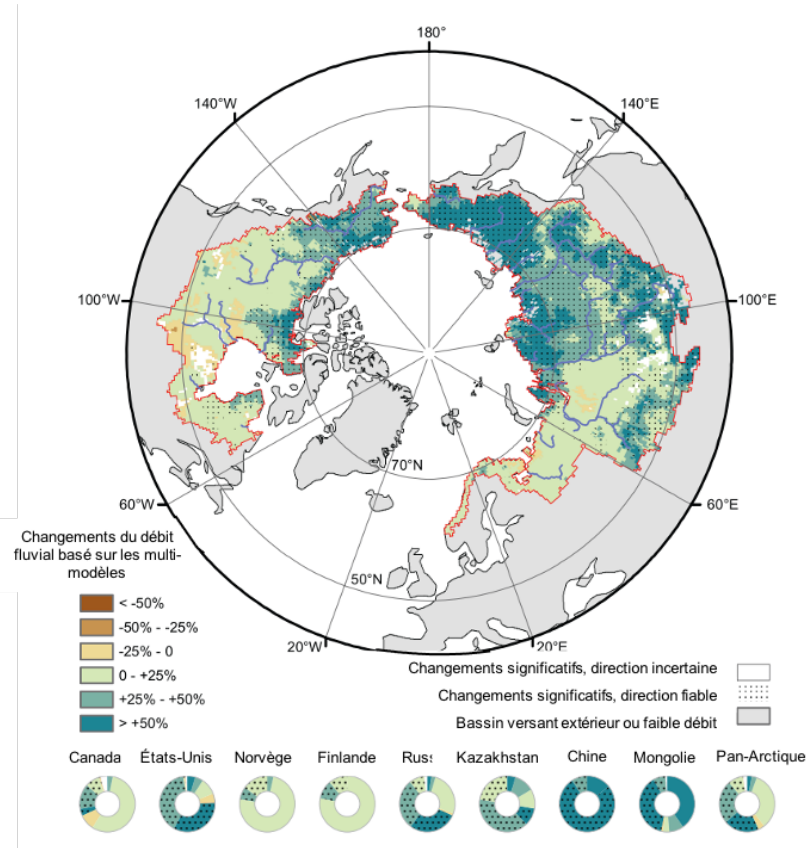 180°
140°W
140°E
100°W
100°E
70°N
60°W
60°E
Changements du débit
fluvial basé sur les multi-
modèles
50°N
< -50%
-50% - -25%
-25% - 0
0 - +25%
+25% - +50%
> +50%
20°W
20°E
Changements significatifs, direction incertaine
Changements significatifs, direction fiable
Bassin versant extérieur ou faible débit
Canada États-Unis Norvège Finlande Kazakhstan Chine Mongolie Pan-Arctique